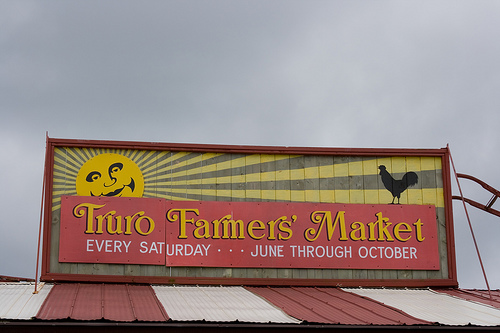 Truro Farmers' Market
EVERY SATURDAY · · · JUNE THROUGH OCTOBER